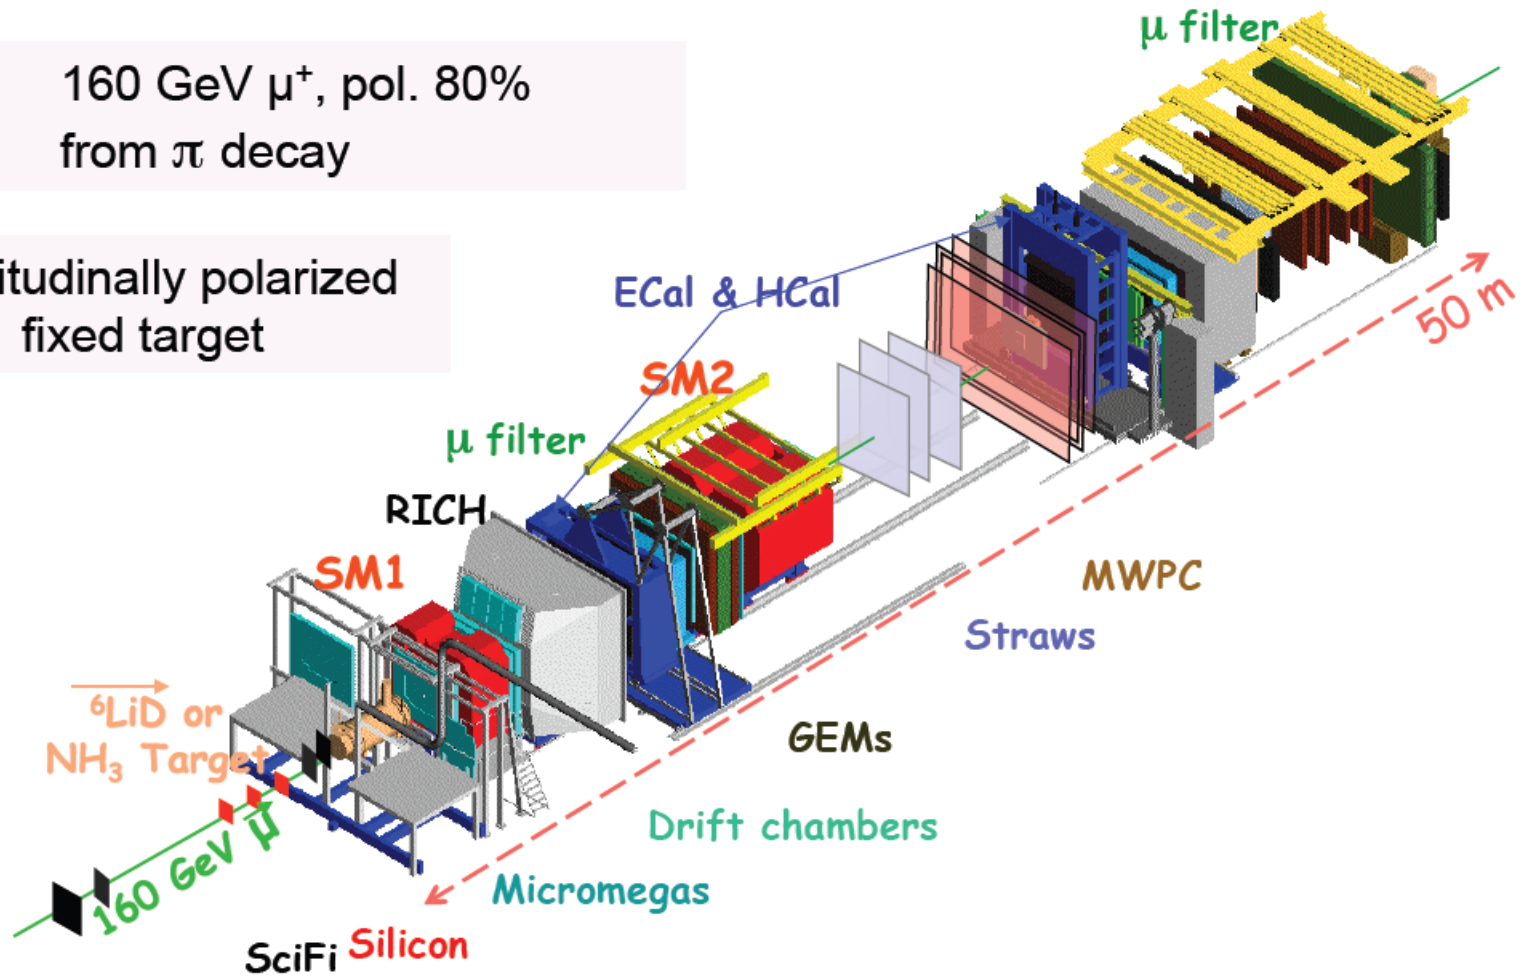 μ filter
160 GeV μ⁺, pol. 80%
from π decay
itudinally polarized
fixed target
ECal & HCal
50 m
SM2
μ filter
RICH
SM1
MWPC
Straws
⁶LiD or
NH₃ Target
GEMs
Drift chambers
160 GeV μ
Micromegas
Silicon
SciFi